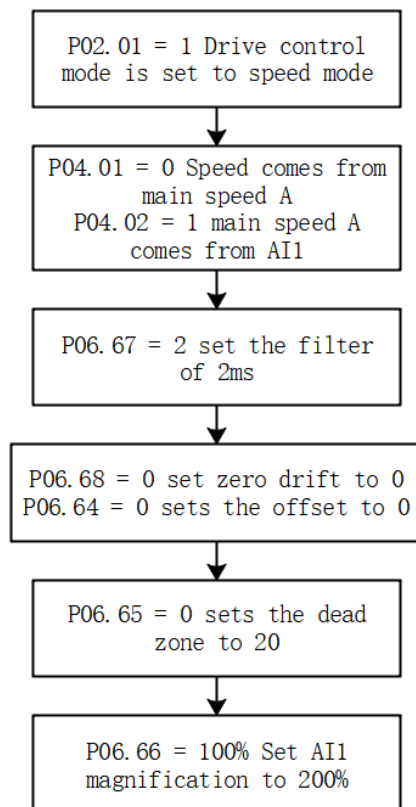 P02.01 = 1 Drive control
mode is set to speed mode
P04.01 = 0 Speed comes from
main speed A
P04.02 = 1 main speed A
comes from AI1
P06.67 = 2 set the filter
of 2ms
P06.68 = 0 set zero drift to 0
P06.64 = 0 sets the offset to 0
P06.65 = 0 sets the dead
zone to 20
P06.66 = 100% Set AI1
magnification to 200%